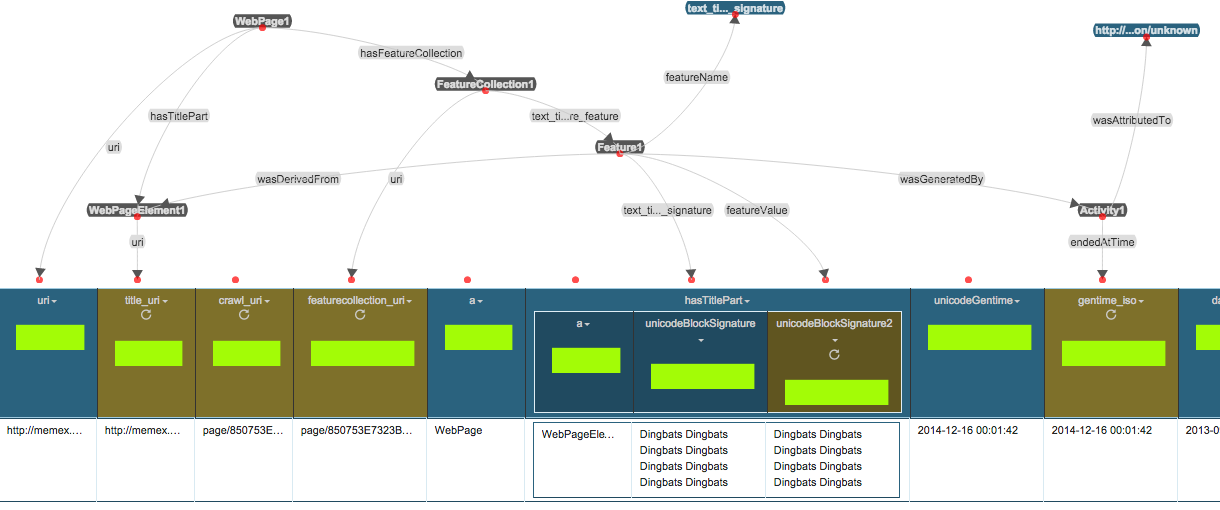 WebPage1
text_ti..._signature
http://...on/unknown
hasFeatureCollection
FeatureCollection1
featureName
hasTitlePart
text_ti...re_feature
wasAttributedTo
uri
Feature1
wasDerivedFrom
uri
wasGeneratedBy
WebPageElement1
text_ti..._signature
featureValue
Activity1
uri
endedAtTime
uri title_uri crawl_uri featurecollection_uri a hasTitlePart unicodeGentime gentime_iso da
a unicodeBlockSignature unicodeBlockSignature2
http://memex.... http://memex.... page/850753E... page/850753E7323B... WebPage WebPageEle... Dingbats Dingbats Dingbats Dingbats 2014-12-16 00:01:42 2014-12-16 00:01:42 2013-0
Dingbats Dingbats Dingbats Dingbats
Dingbats Dingbats Dingbats Dingbats
Dingbats Dingbats Dingbats Dingbats